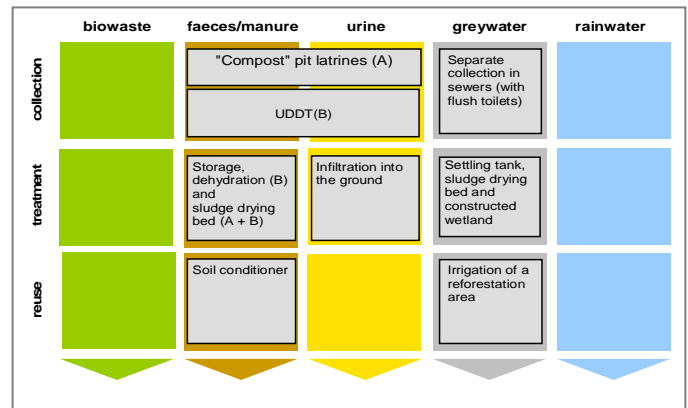 biowaste
faeces/manure
urine
greywater
rainwater
collection
"Compost" pit latrines (A)
UDDT(B)
Separate
collection in
sewers (with
flush toilets)
treatment
Storage,
dehydration (B)
and
sludge drying
bed (A + B)
Infiltration into
the ground
Settling tank,
sludge drying
bed and
constructed
wetland
reuse
Soil conditioner
Irrigation of a
reforestation
area